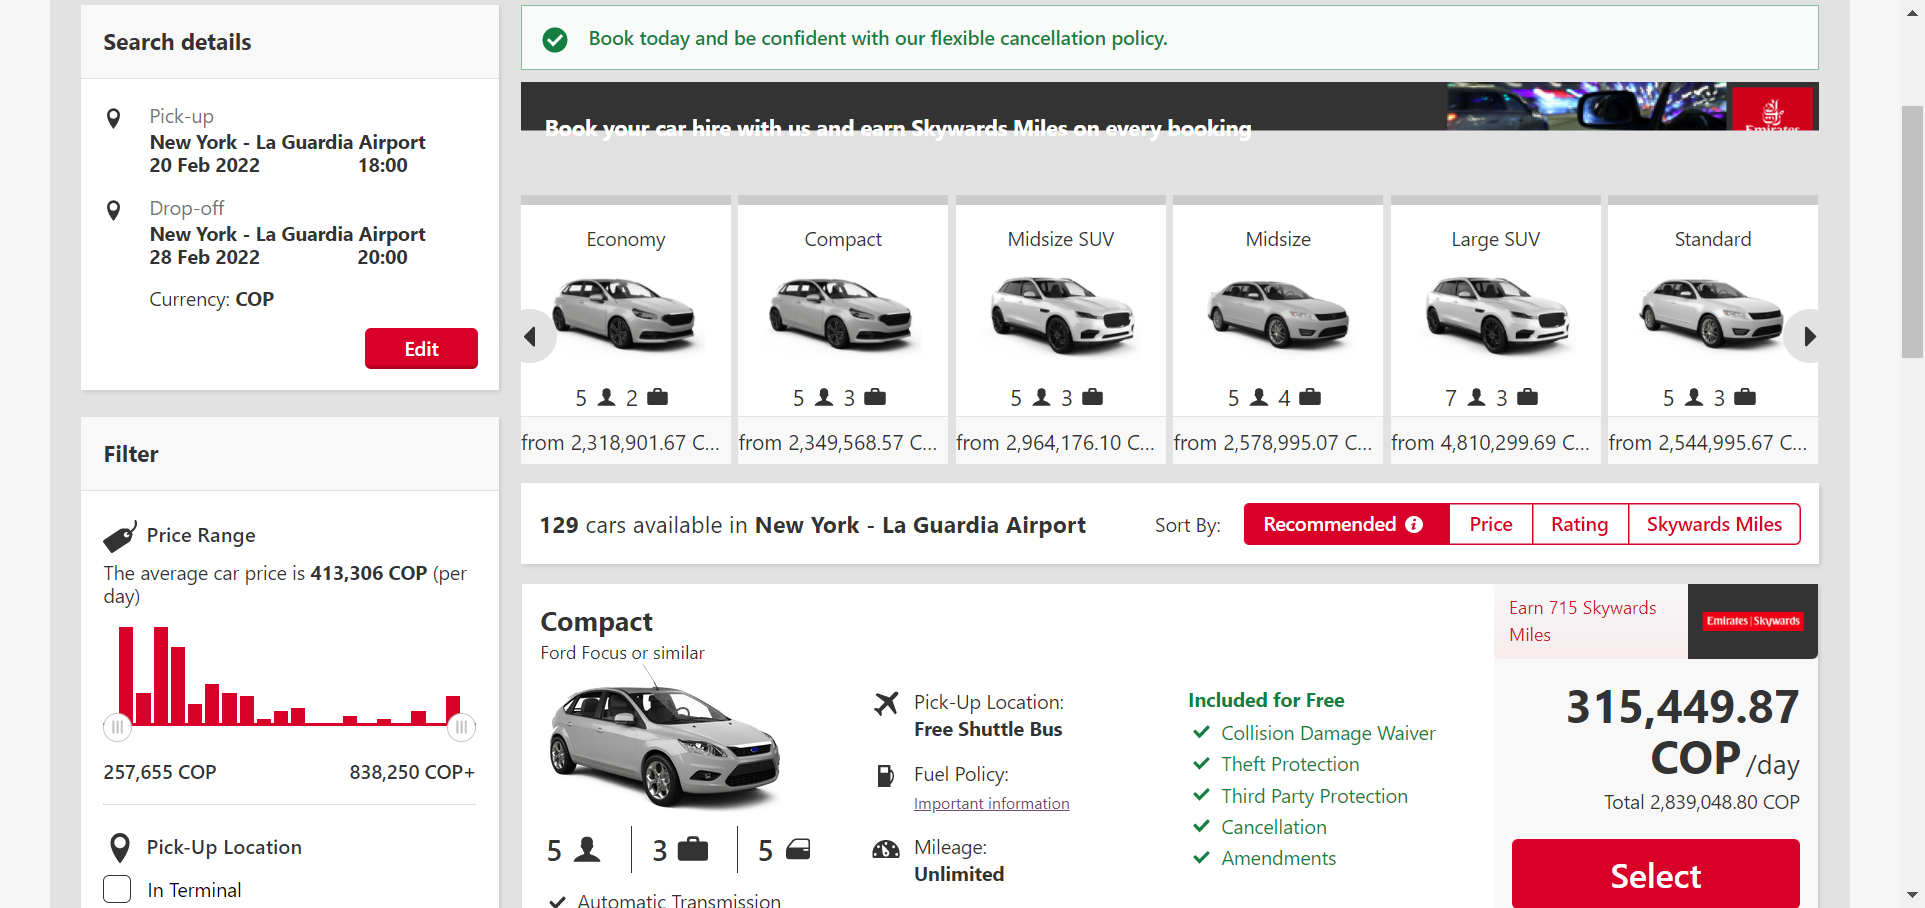 Search details
Pick-up
New York - La Guardia Airport
20 Feb 2022 18:00
Drop-off
New York - La Guardia Airport
28 Feb 2022 20:00
Currency: COP
Edit
Filter
Price Range
The average car price is 413,306 COP (per
day)
257,655 COP 838,250 COP+
Pick-Up Location
In Terminal
Book today and be confident with our flexible cancellation policy.
Book your car hire with us and earn Skywards Miles on every booking
Emirates
Economy
5 2
from 2,318,901.67 C...
Compact
5 3
from 2,349,568.57 C...
Midsize SUV
5 3
from 2,964,176.10 C...
Midsize
5 4
from 2,578,995.07 C...
Large SUV
7 3
from 4,810,299.69 C...
Standard
5 3
from 2,544,995.67 C...
129 cars available in New York - La Guardia Airport
Sort By: Recommended Price Rating Skywards Miles
Compact
Ford Focus or similar
5 3 5
Automatic Transmission
Pick-Up Location:
Free Shuttle Bus
Fuel Policy:
Important information
Mileage:
Unlimited
Included for Free
Collision Damage Waiver
Theft Protection
Third Party Protection
Cancellation
Amendments
Earn 715 Skywards
Miles
Emirates | Skywards
315,449.87
COP /day
Total 2,839,048.80 COP
Select